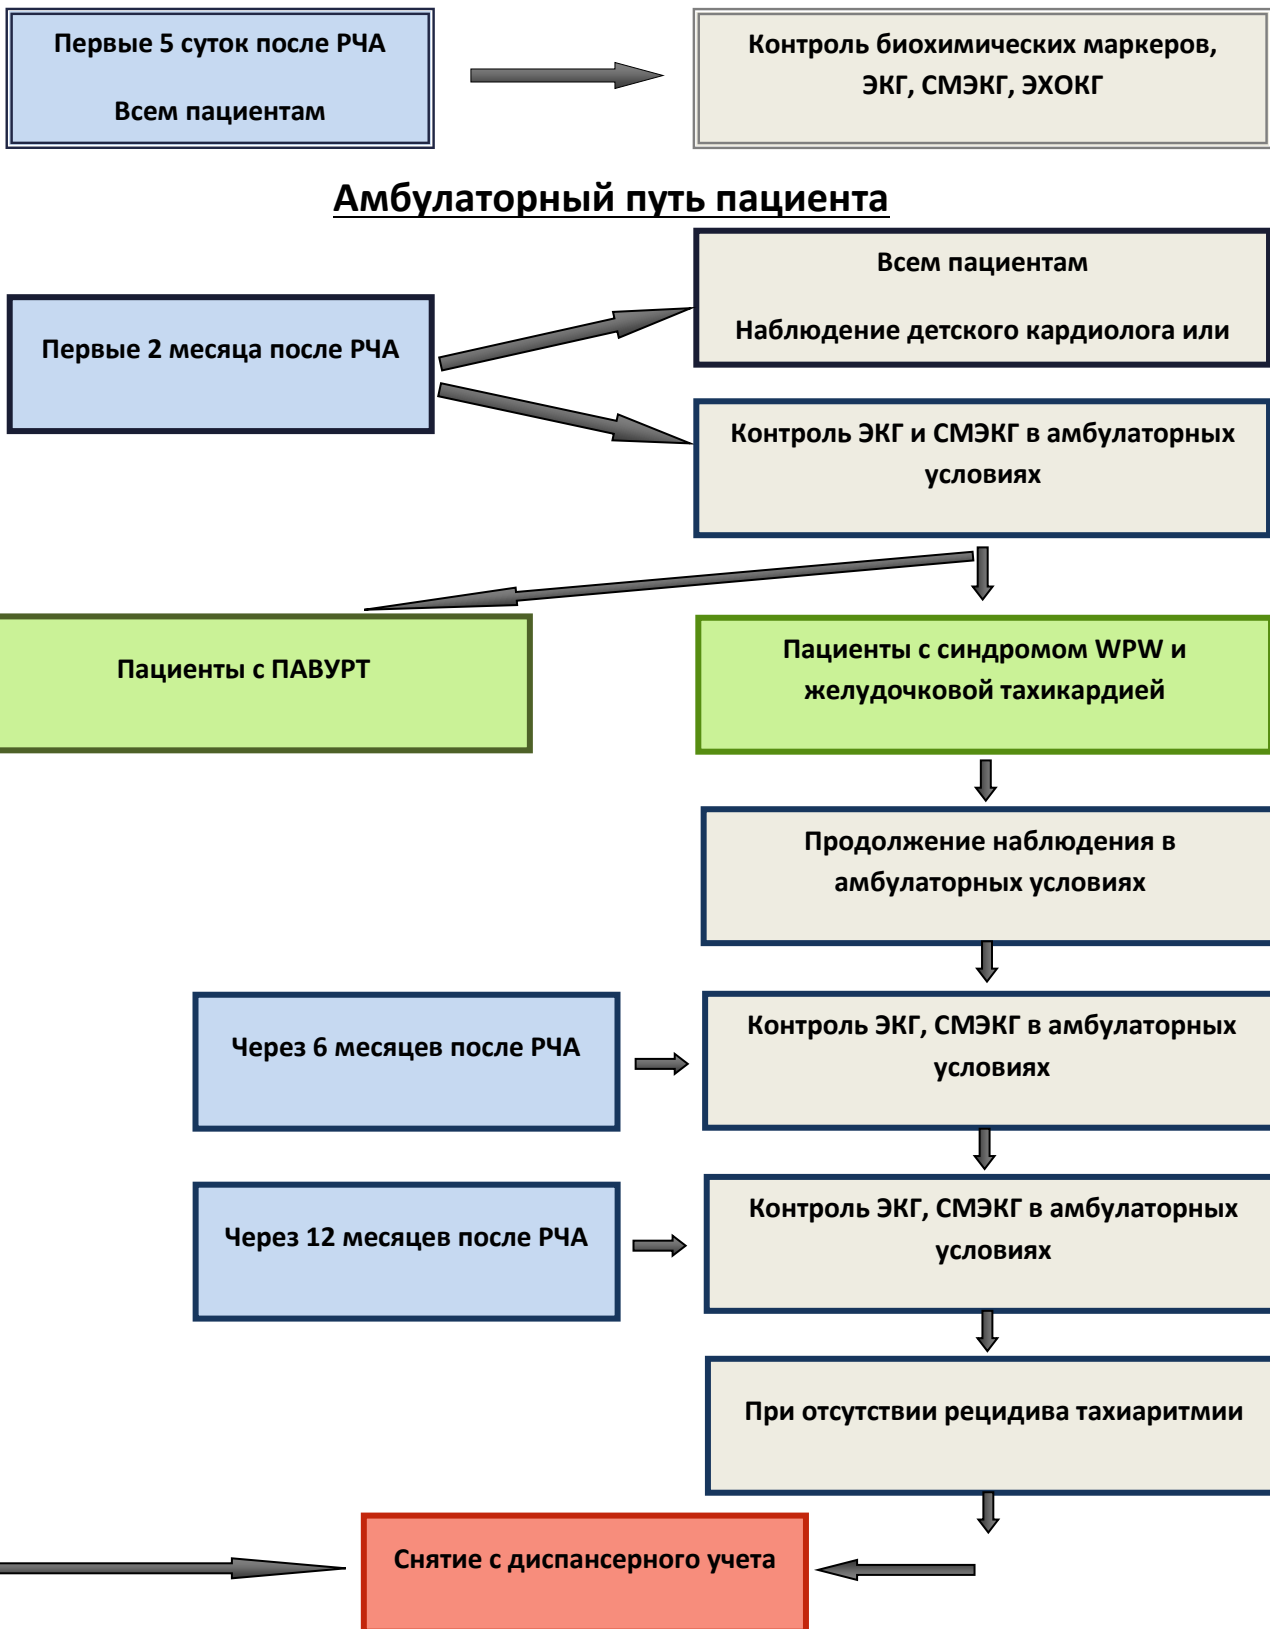 Первые 5 суток после РЧА
Всем пациентам
Контроль биохимических маркеров,
ЭКГ, СМЭКГ, ЭХОКГ
Амбулаторный путь пациента
Всем пациентам
Наблюдение детского кардиолога или
Первые 2 месяца после РЧА
Контроль ЭКГ и СМЭКГ в амбулаторных
условиях
Пациенты с ПАВУРТ
Пациенты с синдромом WPW и
желудочковой тахикардией
Продолжение наблюдения в
амбулаторных условиях
Через 6 месяцев после РЧА
Контроль ЭКГ, СМЭКГ в амбулаторных
условиях
Через 12 месяцев после РЧА
Контроль ЭКГ, СМЭКГ в амбулаторных
условиях
При отсутствии рецидива тахиаритмии
Снятие с диспансерного учета